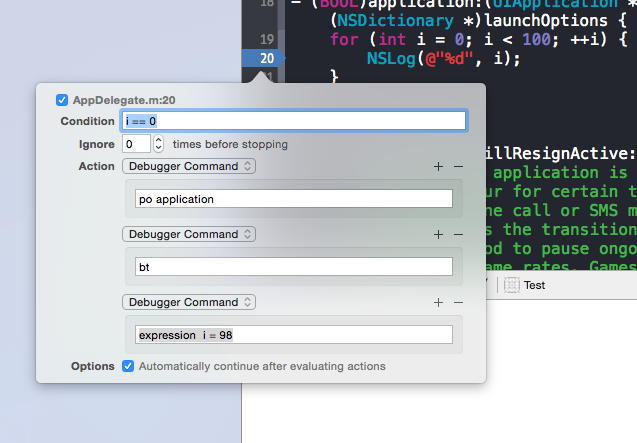 18 - (BOOL)application:(UIApplication *
(NSDictionary *)launchOptions {
19 for (int i = 0; i < 100; ++i) {
20 NSLog(@"%d", i);
}
AppDelegate.m:20
Condition i == 0
Ignore 0 times before stopping
Action Debugger Command + −
po application
Debugger Command + −
bt
Debugger Command + −
expression i = 98
Options Automatically continue after evaluating actions
illResignActive:
application is
ur for certain t
ne call or SMS m
s the transition
od to pause ongo
ame rates. Games
Test